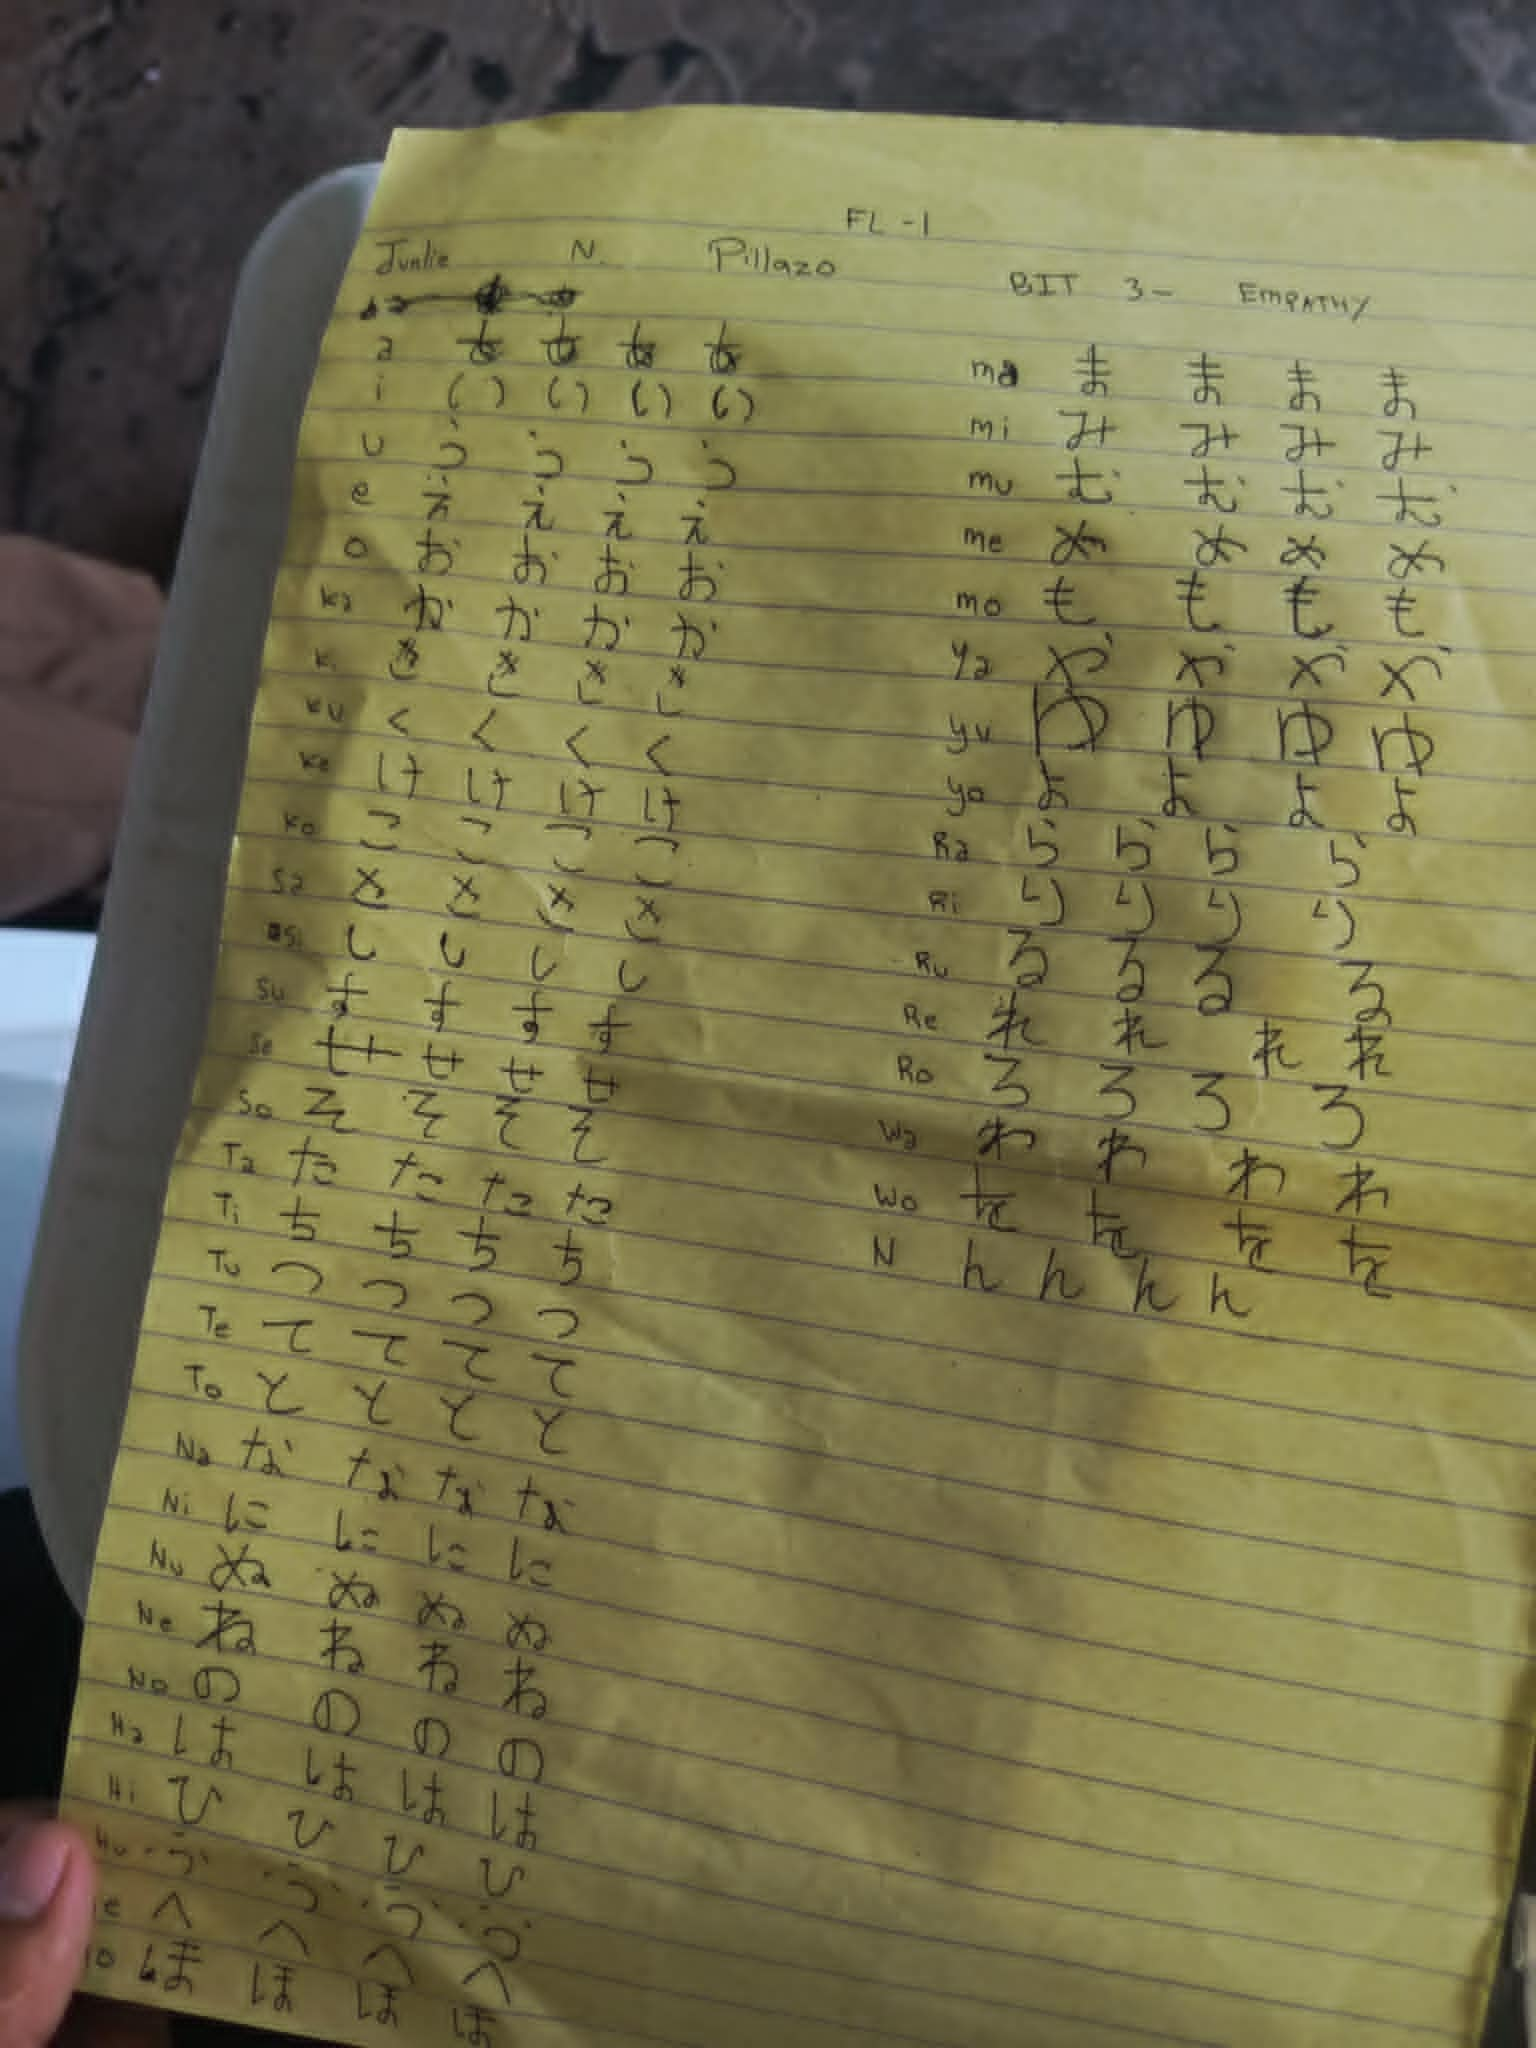 FL -1
Junlie N. Pillazo BIT 3- EMPATHY
a あ あ あ あ
i い い い い
u う う う う
e え え え え
o お お お お
ka か か か か
ki き き き き
ku く く く く
ke け け け け
ko こ こ こ こ
sa さ さ さ さ
si し し し し
su す す す す
se せ せ せ せ
so そ そ そ そ
Ta た た た た
Ti ち ち ち ち
Tu つ つ つ つ
Te て て て て
To と と と と
Na な な な な
Ni に に に に
Nu ぬ ぬ ぬ ぬ
Ne ね ね ね ね
No の の の の
Ha は は は は
Hi ひ ひ ひ ひ
Hu ふ ふ ふ ふ
e へ へ へ へ
o ほ ほ ほ ほ
ma ま ま ま ま
mi み み み み
mu む む む む
me め め め め
mo も も も も
ya や や や や
yu ゆ ゆ ゆ ゆ
yo よ よ よ よ
Ra ら ら ら ら
Ri り り り り
Ru る る る る
Re れ れ れ れ
Ro ろ ろ ろ ろ
Wa わ わ わ わ
Wo を を を を
N ん ん ん ん